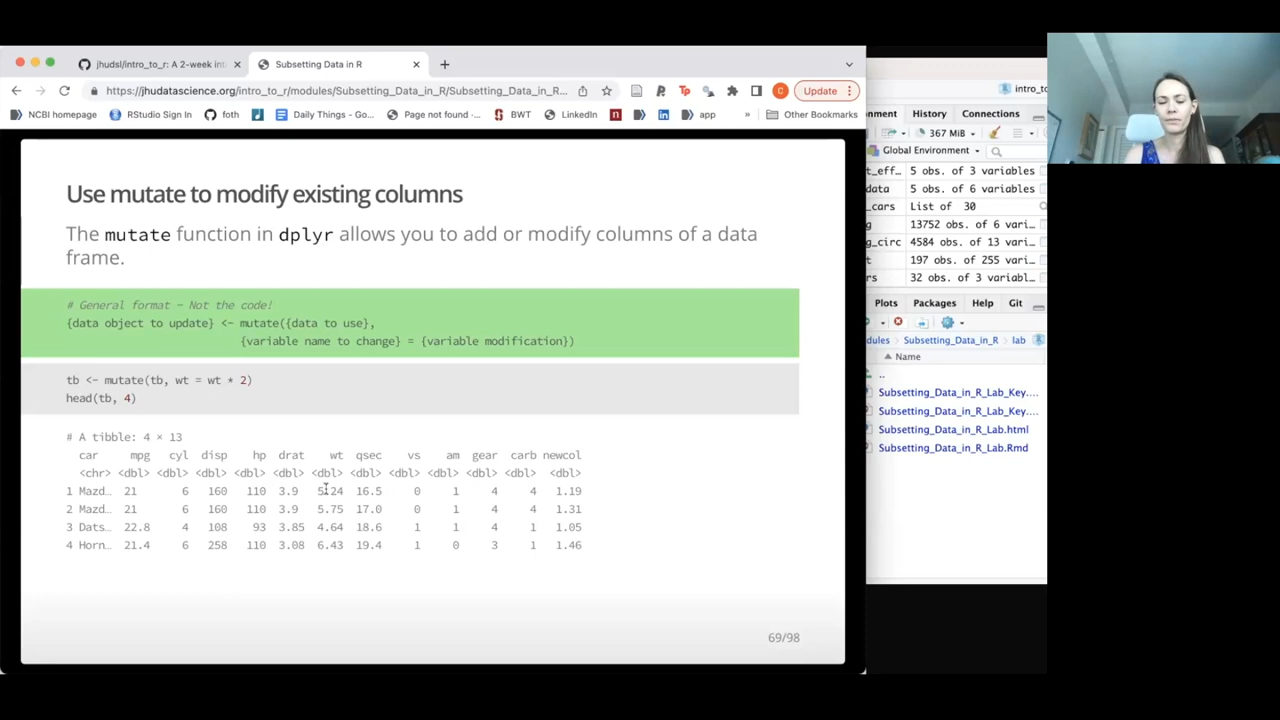 jhudsl/intro_to_r: A 2-week int
Subsetting Data in R
https://jhudatascience.org/intro_to_r/modules/Subsetting_Data_in_R/Subsetting_Data_in_R...
C
Update
NCBI homepage
RStudio Sign In
foth
Daily Things - Go...
Page not found -...
BWT
LinkedIn
app
»
Other Bookmarks
Use mutate to modify existing columns
The mutate function in dplyr allows you to add or modify columns of a data
frame.
# General format - Not the code!
{data object to update} <- mutate({data to use},
{variable name to change} = {variable modification})
tb <- mutate(tb, wt = wt * 2)
head(tb, 4)
# A tibble: 4 × 13
car mpg cyl disp hp drat wt qsec vs am gear carb newcol
<chr> <dbl> <dbl> <dbl> <dbl> <dbl> <dbl> <dbl> <dbl> <dbl> <dbl> <dbl> <dbl>
1 Mazd… 21 6 160 110 3.9 5.24 16.5 0 1 4 4 1.19
2 Mazd… 21 6 160 110 3.9 5.75 17.0 0 1 4 4 1.31
3 Dats… 22.8 4 108 93 3.85 4.64 18.6 1 1 4 1 1.05
4 Horn… 21.4 6 258 110 3.08 6.43 19.4 1 0 3 1 1.46
69/98
intro_to
nment History Connections
367 MiB
Global Environment
t_eff… 5 obs. of 3 variables
data 5 obs. of 6 variables
_cars List of 30
g 13752 obs. of 6 vari…
g_circ 4584 obs. of 13 vari…
t 197 obs. of 255 vari…
rs 32 obs. of 3 variabl…
Plots Packages Help Git
dules Subsetting_Data_in_R lab
Name
..
Subsetting_Data_in_R_Lab_Key....
Subsetting_Data_in_R_Lab_Key....
Subsetting_Data_in_R_Lab.html
Subsetting_Data_in_R_Lab.Rmd